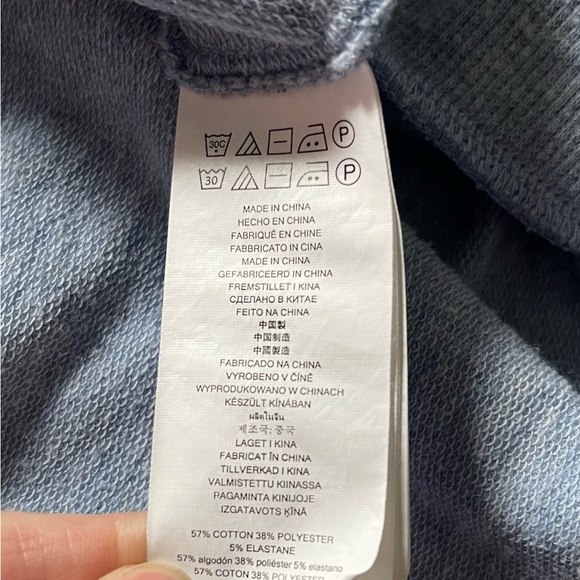 30C P
30 P
MADE IN CHINA
HECHO EN CHINA
FABRIQUÉ EN CHINE
FABBRICATO IN CINA
MADE IN CHINA
GEFABRICEERD IN CHINA
FREMSTILLET I KINA
СДЕЛАНО В КИТАЕ
FEITO NA CHINA
中国製
中国制造
中國製造
FABRICADO NA CHINA
VYROBENO V ČÍNĚ
WYPRODUKOWANO W CHINACH
KÉSZÜLT KÍNÁBAN
ผลิตในจีน
제조국: 중국
LAGET I KINA
FABRICAT ÎN CHINA
TILLVERKAD I KINA
VALMISTETTU KIINASSA
PAGAMINTA KINIJOJE
IZGATAVOTS ĶĪNĀ
57% COTTON 38% POLYESTER
5% ELASTANE
57% algodón 38% poliéster 5% elastano
57% COTON 38% POLYESTER